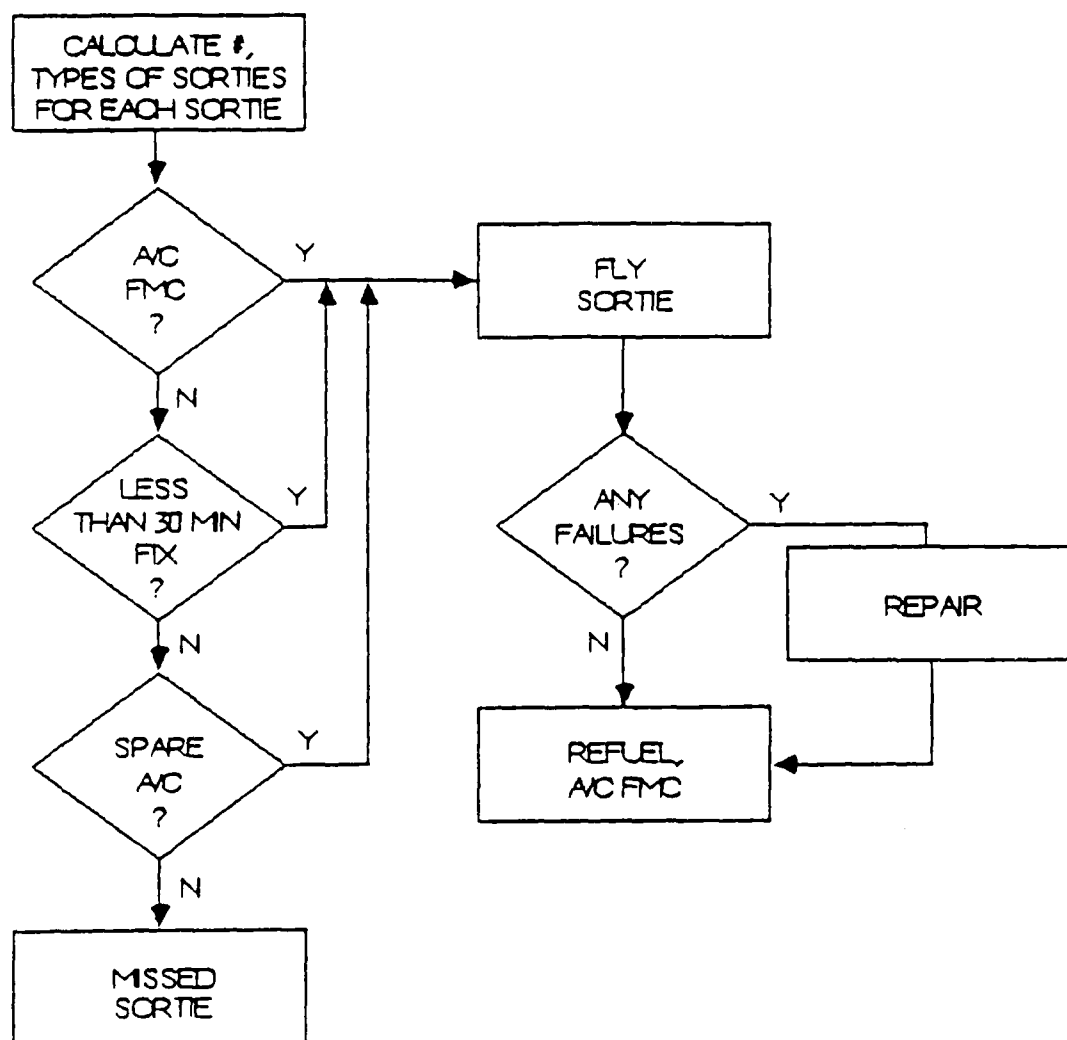 CALCULATE #,
TYPES OF SORTIES
FOR EACH SORTIE
A/C
FMC
?
Y
N
LESS
THAN 30 MIN
FIX
?
Y
N
SPARE
A/C
?
Y
N
MISSED
SORTIE
FLY
SORTIE
ANY
FAILURES
?
Y
N
REPAIR
REFUEL,
A/C FMC